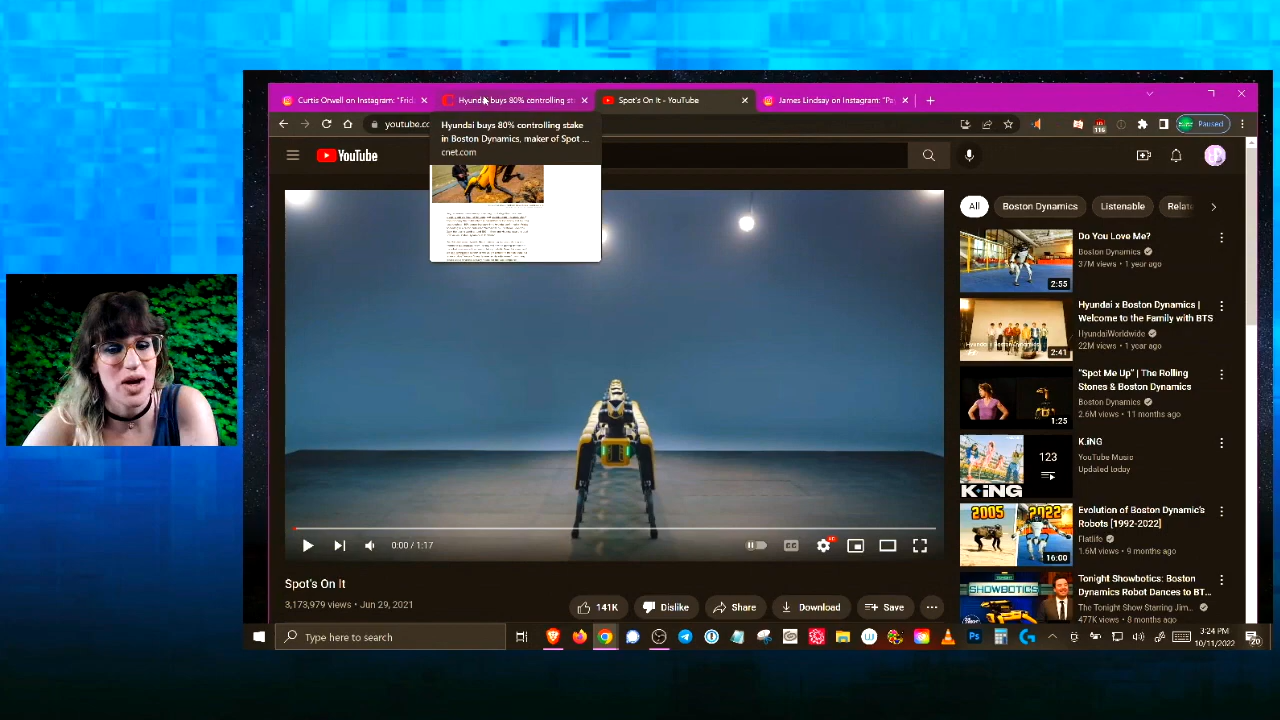 Curtis Orwell on Instagram: "Frid
Hyundai buys 80% controlling st
Spot's On It - YouTube
James Lindsay on Instagram: "Pa
youtube.co
Paused
Hyundai buys 80% controlling stake
in Boston Dynamics, maker of Spot ...
cnet.com
YouTube
All
Boston Dynamics
Listenable
Relate
Do You Love Me?
Boston Dynamics
37M views • 1 year ago
2:55
Hyundai x Boston Dynamics |
Welcome to the Family with BTS
HyundaiWorldwide
22M views • 1 year ago
2:41
"Spot Me Up" | The Rolling
Stones & Boston Dynamics
Boston Dynamics
2.6M views • 11 months ago
1:25
K.ING
YouTube Music
Updated today
123
K-ING
2005 2022
Evolution of Boston Dynamic's
Robots [1992-2022]
Flatlife
1.6M views • 9 months ago
16:00
SHOWBOTICS
Tonight Showbotics: Boston
Dynamics Robot Dances to BT...
The Tonight Show Starring Jim...
477K views • 8 months ago
0:00 / 1:17
CC
HD
Spot's On It
3,173,979 views • Jun 29, 2021
141K
Dislike
Share
Download
Save
Type here to search
Ps
3:24 PM
10/11/2022
20